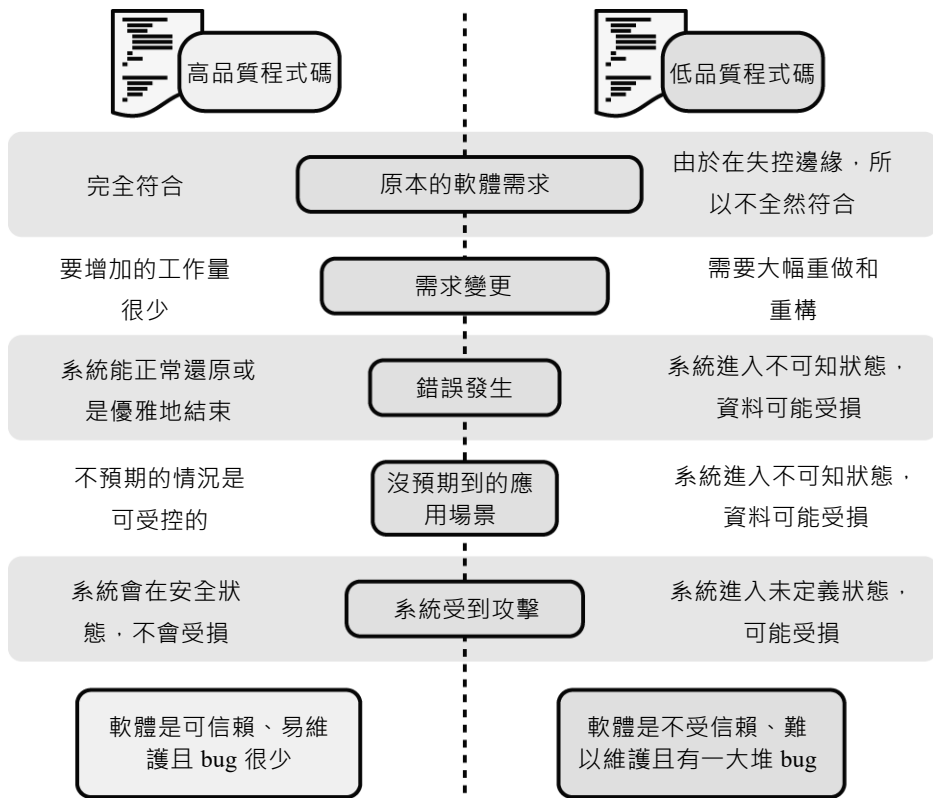 高品質程式碼
低品質程式碼
完全符合
原本的軟體需求
由於在失控邊緣，所
以不全然符合
要增加的工作量
很少
需求變更
需要大幅重做和
重構
系統能正常還原或
是優雅地結束
錯誤發生
系統進入不可知狀態，
資料可能受損
不預期的情況是
可受控的
沒預期到的應
用場景
系統進入不可知狀態，
資料可能受損
系統會在安全狀
態，不會受損
系統受到攻擊
系統進入未定義狀態，
可能受損
軟體是可信賴、易維
護且 bug 很少
軟體是不受信賴、難
以維護且有一大堆 bug